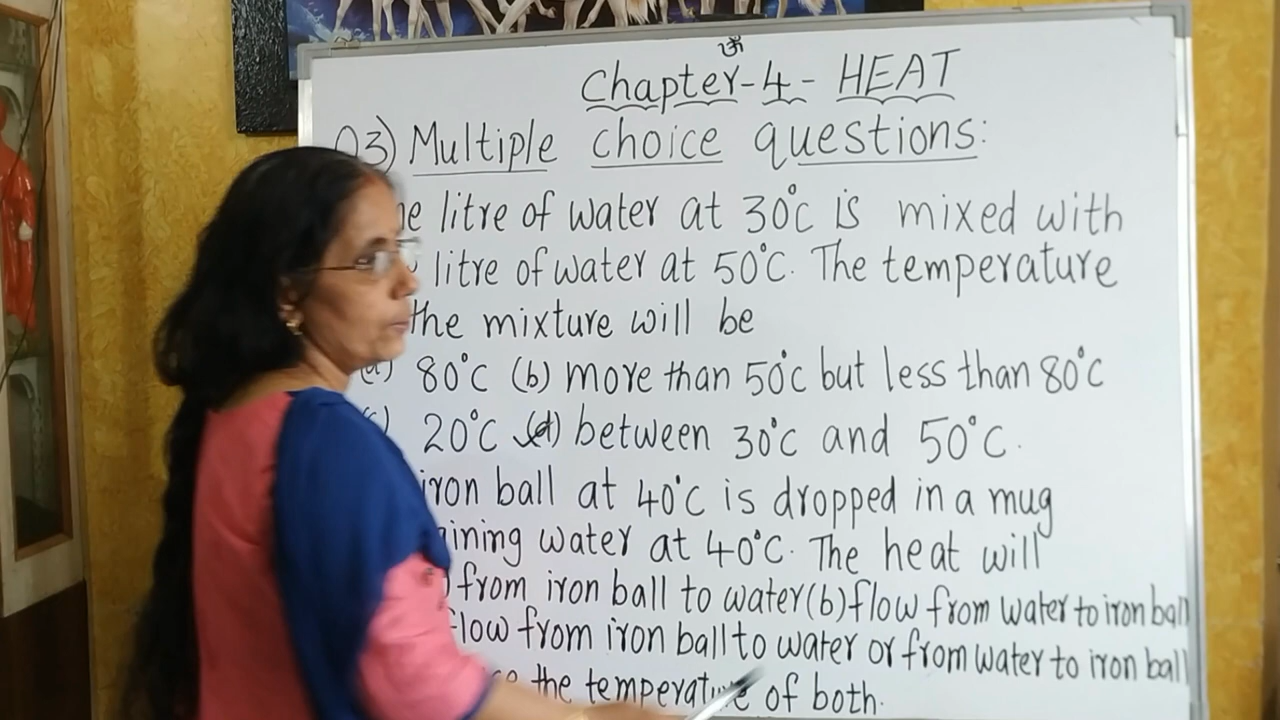 ॐ
Chapter-4- HEAT
Q3) Multiple choice questions:
litre of water at 30°c is mixed with
litre of water at 50°C. The temperature
the mixture will be
(a) 80°C (b) more than 50°c but less than 80°c
(c) 20°C (d) between 30°c and 50°C.
iron ball at 40°C is dropped in a mug
water at 40°C. The heat will
from iron ball to water(b)flow from water to iron ball
flow from iron ball to water or from water to iron ball
the temperature of both.